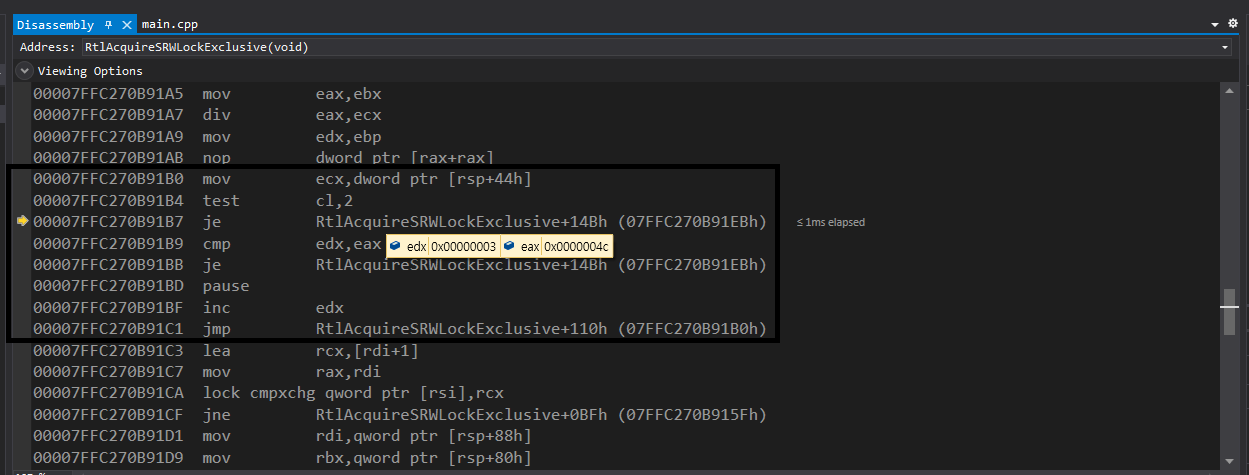 Disassembly main.cpp
Address: RtlAcquireSRWLockExclusive(void)
Viewing Options
00007FFC270B91A5 mov eax,ebx
00007FFC270B91A7 div eax,ecx
00007FFC270B91A9 mov edx,ebp
00007FFC270B91AB nop dword ptr [rax+rax]
00007FFC270B91B0 mov ecx,dword ptr [rsp+44h]
00007FFC270B91B4 test cl,2
00007FFC270B91B7 je RtlAcquireSRWLockExclusive+14Bh (07FFC270B91EBh) ≤ 1ms elapsed
00007FFC270B91B9 cmp edx,eax edx 0x00000003 eax 0x0000004c
00007FFC270B91BB je RtlAcquireSRWLockExclusive+14Bh (07FFC270B91EBh)
00007FFC270B91BD pause
00007FFC270B91BF inc edx
00007FFC270B91C1 jmp RtlAcquireSRWLockExclusive+110h (07FFC270B91B0h)
00007FFC270B91C3 lea rcx,[rdi+1]
00007FFC270B91C7 mov rax,rdi
00007FFC270B91CA lock cmpxchg qword ptr [rsi],rcx
00007FFC270B91CF jne RtlAcquireSRWLockExclusive+0BFh (07FFC270B915Fh)
00007FFC270B91D1 mov rdi,qword ptr [rsp+88h]
00007FFC270B91D9 mov rbx,qword ptr [rsp+80h]